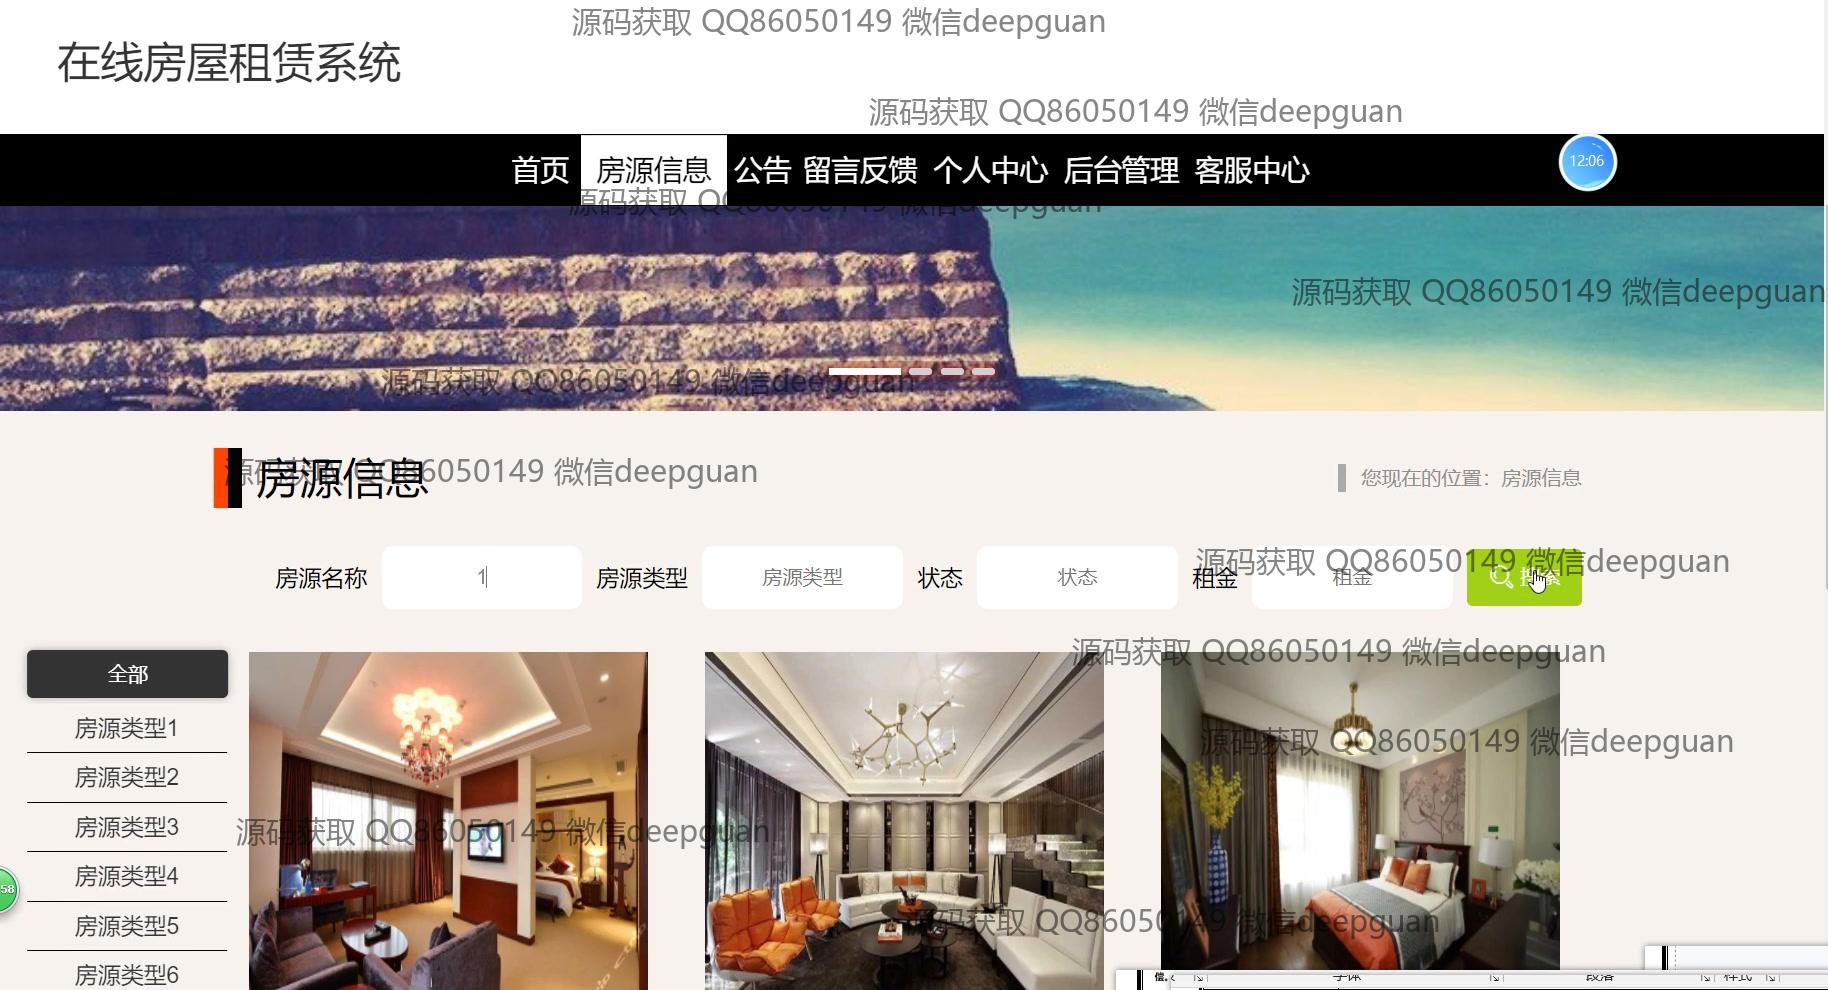 源码获取 QQ86050149 微信deepguan
在线房屋租赁系统
源码获取 QQ86050149 微信deepguan
首页 房源信息 公告 留言反馈 个人中心 后台管理 客服中心
12:06
源码获取 QQ86050149 微信deepguan
源码获取 QQ86050149 微信deepguan
源码获取 QQ86050149 微信deepguan
房源信息
源码获取 QQ86050149 微信deepguan
您现在的位置：房源信息
源码获取 QQ86050149 微信deepguan
房源名称 1 房源类型 房源类型 状态 状态 租金 租金 搜索
源码获取 QQ86050149 微信deepguan
全部
房源类型1
源码获取 QQ86050149 微信deepguan
房源类型2
房源类型3
源码获取 QQ86050149 微信deepguan
房源类型4
58
房源类型5
源码获取 QQ86050149 微信deepguan
房源类型6
字体 段落 样式